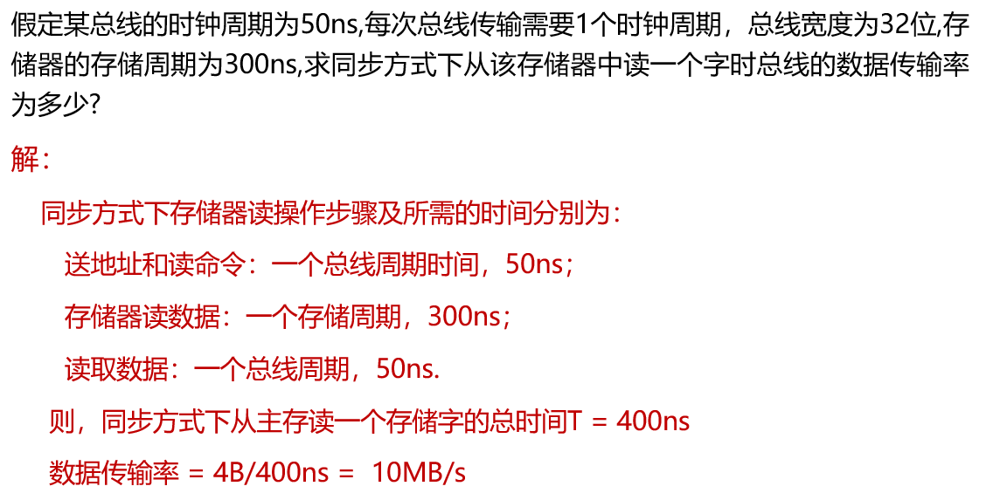 假定某总线的时钟周期为50ns,每次总线传输需要1个时钟周期，总线宽度为32位,存
储器的存储周期为300ns,求同步方式下从该存储器中读一个字时总线的数据传输率
为多少?
解：
同步方式下存储器读操作步骤及所需的时间分别为：
送地址和读命令：一个总线周期时间，50ns；
存储器读数据：一个存储周期，300ns；
读取数据：一个总线周期，50ns.
则，同步方式下从主存读一个存储字的总时间T = 400ns
数据传输率 = 4B/400ns = 10MB/s